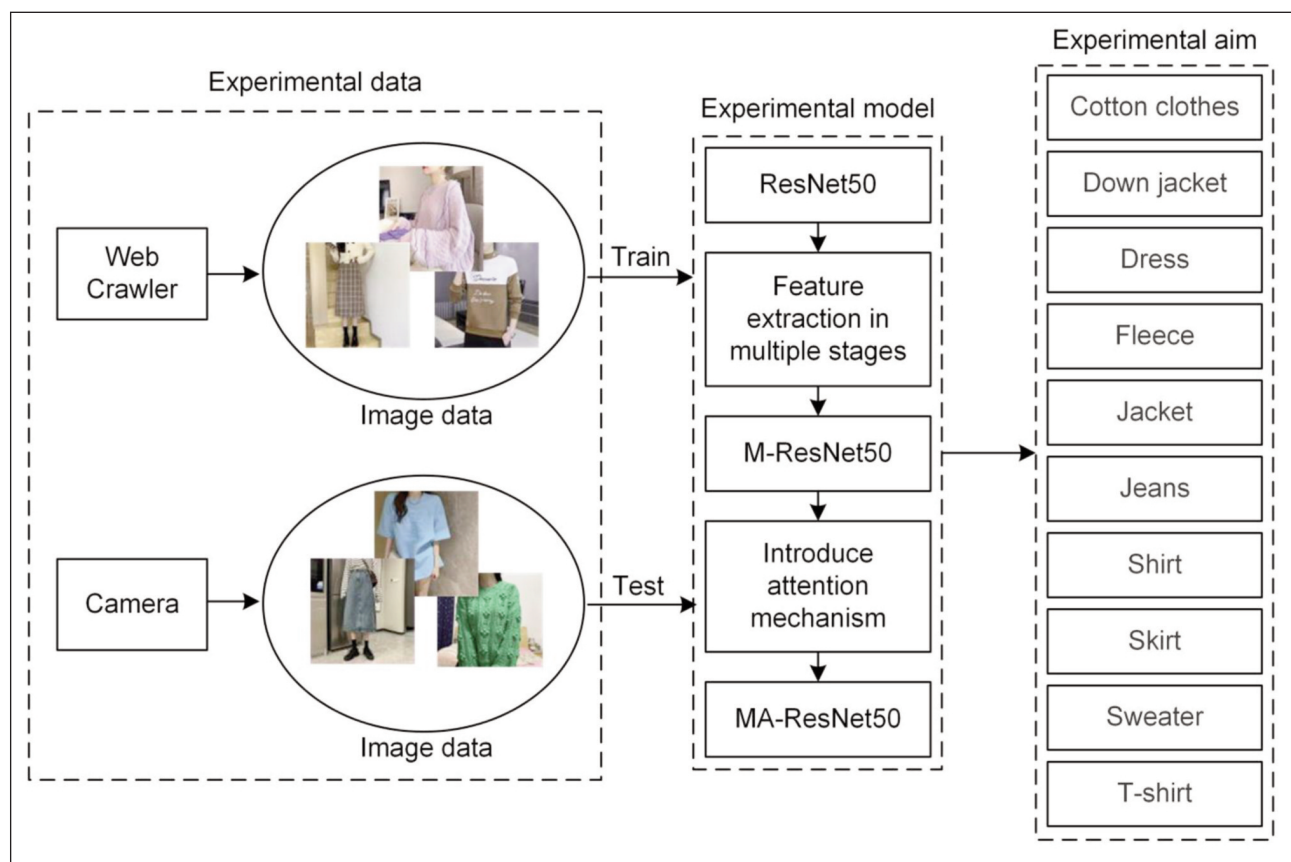 Experimental data
Web
Crawler
Image data
Train
Camera
Image data
Test
Experimental model
ResNet50
Feature
extraction in
multiple stages
M-ResNet50
Introduce
attention
mechanism
MA-ResNet50
Experimental aim
Cotton clothes
Down jacket
Dress
Fleece
Jacket
Jeans
Shirt
Skirt
Sweater
T-shirt